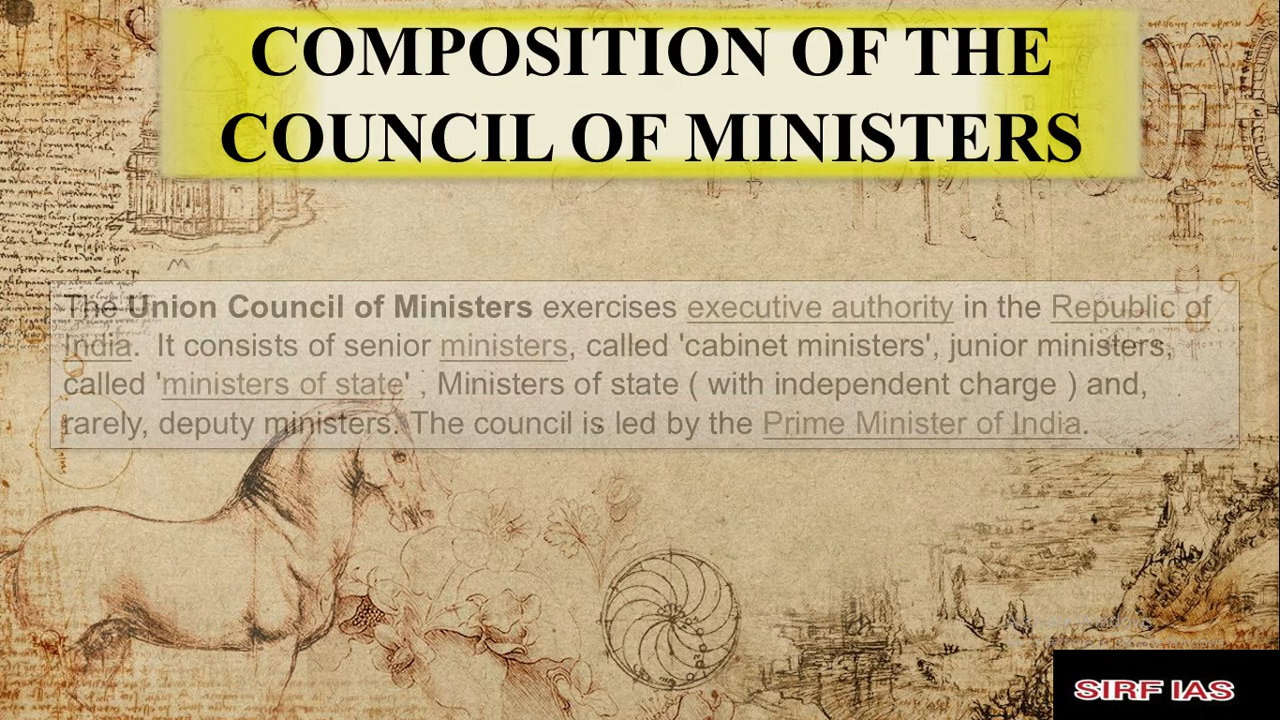 COMPOSITION OF THE
COUNCIL OF MINISTERS
The Union Council of Ministers exercises executive authority in the Republic of
India.  It consists of senior ministers, called 'cabinet ministers', junior ministers,
called 'ministers of state' , Ministers of state ( with independent charge ) and,
rarely, deputy ministers. The council is led by the Prime Minister of India.
SIRF IAS